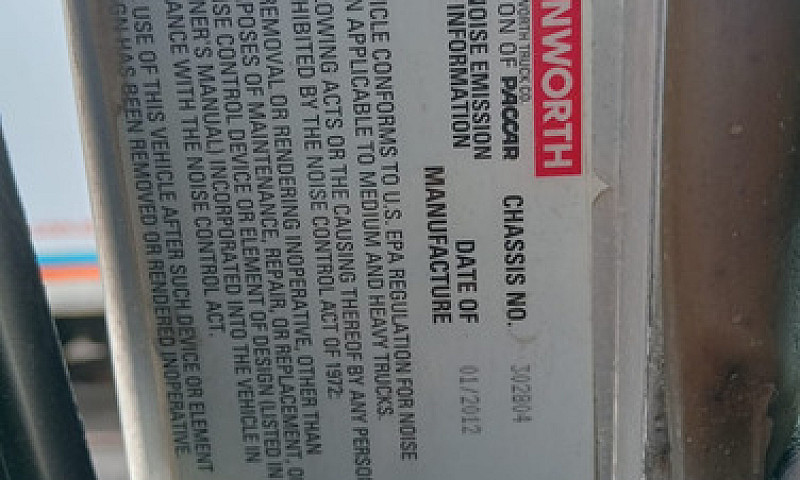 NWORTH
WORTH TRUCK CO.
ON OF PACCAR CHASSIS NO. 302804
NOISE EMISSION DATE OF 01/2012
INFORMATION MANUFACTURE
ICLE CONFORMS TO U.S. EPA REGULATION FOR NOISE
N APPLICABLE TO MEDIUM AND HEAVY TRUCKS.
LOWING ACTS OR THE CAUSING THEREOF BY ANY PERSO
HIBITED BY THE NOISE CONTROL ACT OF 1972:
REMOVAL OR RENDERING INOPERATIVE, OTHER THAN
POSES OF MAINTENANCE, REPAIR, OR REPLACEMENT, O
SE CONTROL DEVICE OR ELEMENT OF DESIGN (LISTED IN
NER'S MANUAL) INCORPORATED INTO THE VEHICLE IN
ANCE WITH THE NOISE CONTROL ACT.
USE OF THIS VEHICLE AFTER SUCH DEVICE OR ELEMENT
GN HAS BEEN REMOVED OR RENDERED INOPERATIVE.